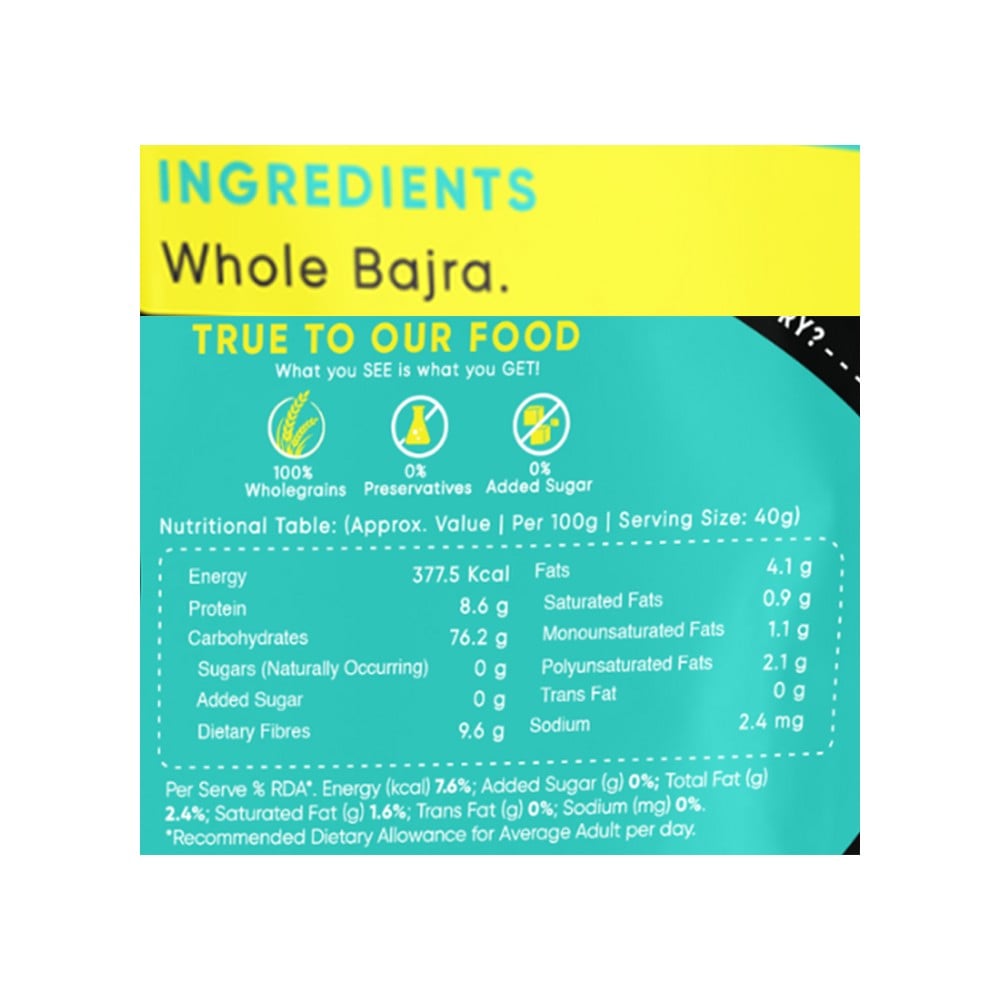 INGREDIENTS
Whole Bajra.
RY?---
TRUE TO OUR FOOD
What you SEE is what you GET!
100%
Wholegrains
0%
Preservatives
0%
Added Sugar
Nutritional Table: (Approx. Value | Per 100g | Serving Size: 40g)
Energy 377.5 Kcal
Protein 8.6 g
Carbohydrates 76.2 g
Sugars (Naturally Occurring) 0 g
Added Sugar 0 g
Dietary Fibres 9.6 g
Fats 4.1 g
Saturated Fats 0.9 g
Monounsaturated Fats 1.1 g
Polyunsaturated Fats 2.1 g
Trans Fat 0 g
Sodium 2.4 mg
Per Serve % RDA*. Energy (kcal) 7.6%; Added Sugar (g) 0%; Total Fat (g)
2.4%; Saturated Fat (g) 1.6%; Trans Fat (g) 0%; Sodium (mg) 0%.
*Recommended Dietary Allowance for Average Adult per day.